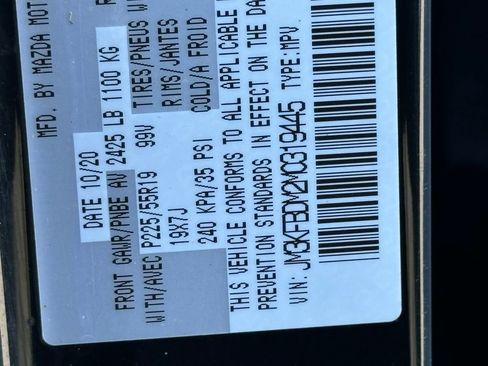 MFD. BY MAZDA MOT
DATE 10/20
FRONT GAWR/PNBE AV 2425 LB 1100 KG
WITH/AVEC P225/55R19 99V TIRES/PNEUS
19X7J RIMS/JANTES
240 KPA/35 PSI COLD/A FROID
THIS VEHICLE CONFORMS TO ALL APPLICABLE
PREVENTION STANDARDS IN EFFECT ON THE DA
VIN: JM3KFBDM2M0319445 TYPE:MPV